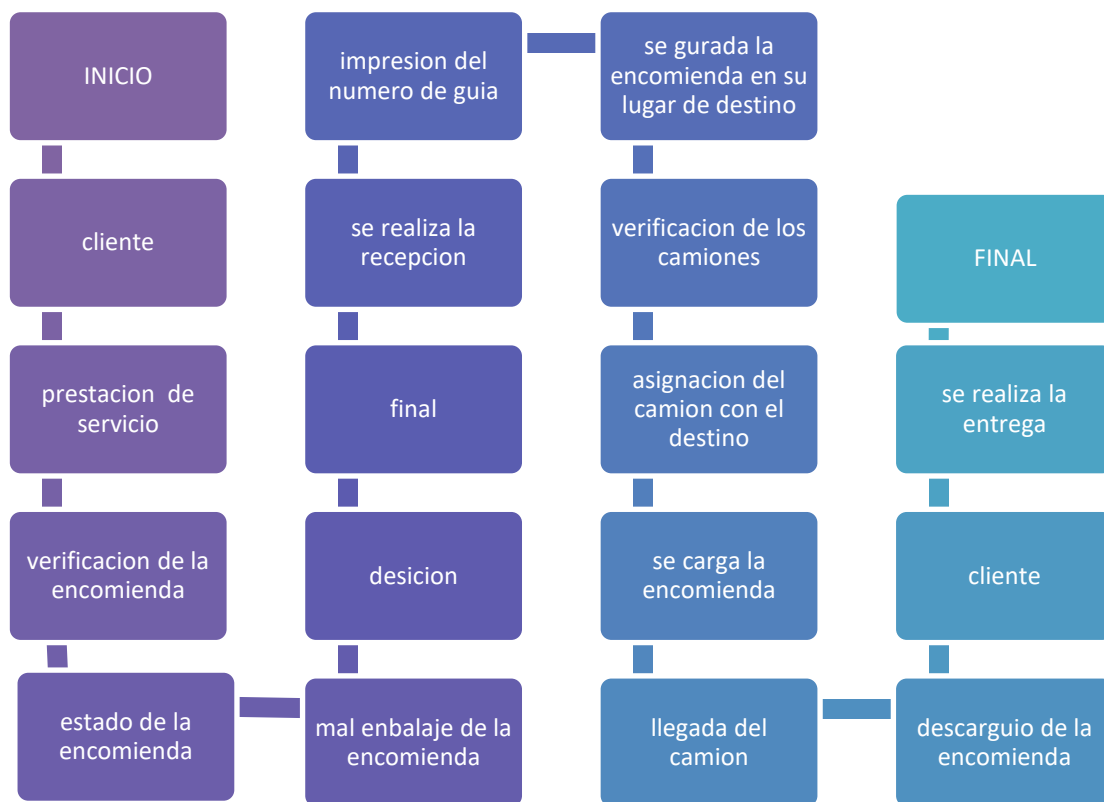 INICIO
cliente
prestacion de
servicio
verificacion de la
encomienda
estado de la
encomienda
mal enbalaje de la
encomienda
desicion
final
se realiza la
recepcion
impresion del
numero de guia
se gurada la
encomienda en su
lugar de destino
verificacion de los
camiones
asignacion del
camion con el
destino
se carga la
encomienda
llegada del
camion
descarguio de la
encomienda
cliente
se realiza la
entrega
FINAL